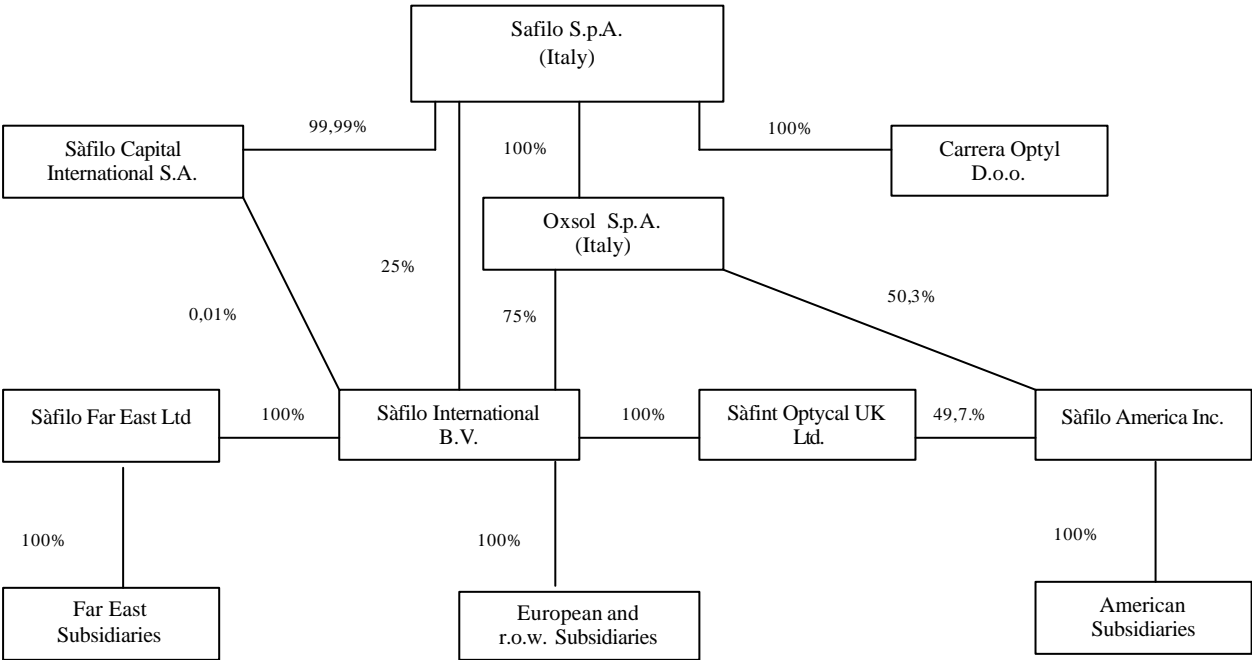 Safilo S.p.A.
(Italy)
99,99%
100%
100%
Sàfilo Capital
International S.A.
Carrera Optyl
D.o.o.
Oxsol S.p.A.
(Italy)
25%
50,3%
0,01%
75%
Sàfilo Far East Ltd
100%
Sàfilo International
B.V.
100%
Sàfint Optycal UK
Ltd.
49,7.%
Sàfilo America Inc.
100%
100%
100%
Far East
Subsidiaries
European and
r.o.w. Subsidiaries
American
Subsidiaries